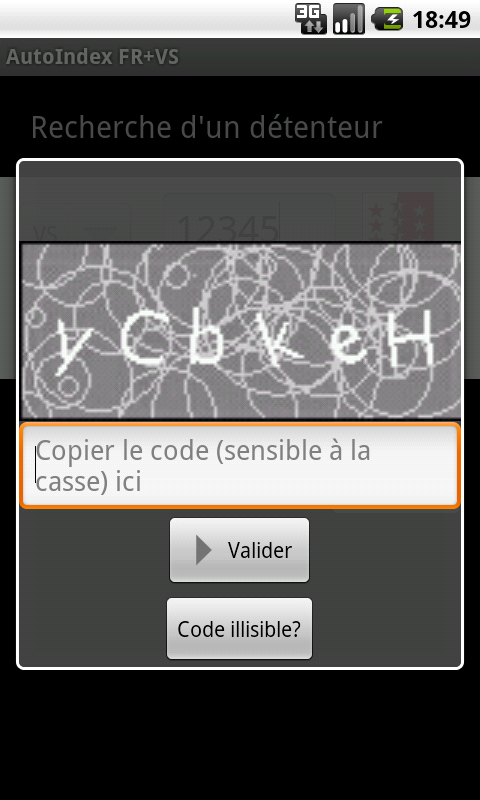 3G 18:49
AutoIndex FR+VS
Recherche d'un détenteur
VS 12345
Copier le code (sensible à la
casse) ici
Valider
Code illisible?